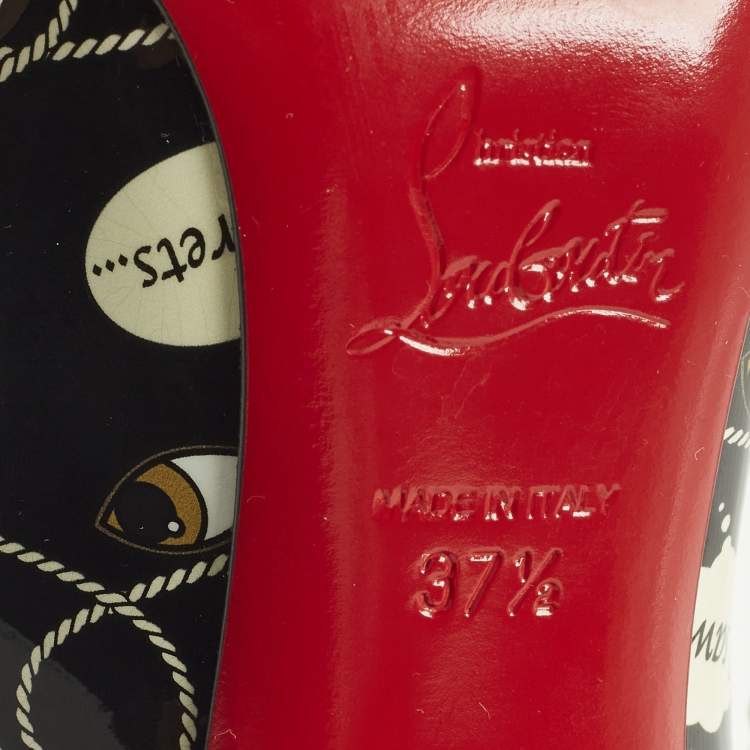 Christian
Louboutin
MADE IN ITALY
37½
rets...